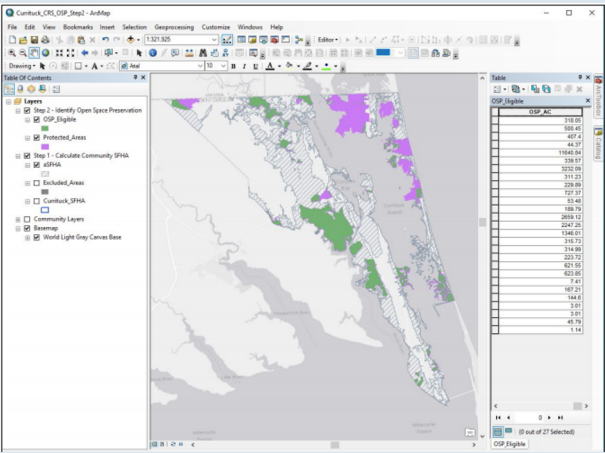 Currituck_CRS_OSP_Step2 - ArcMap
File Edit View Bookmarks Insert Selection Geoprocessing Customize Windows Help
1:321,925
Editor
Drawing
Arial
10
B I U A
Table Of Contents
Layers
Step 2 - Identify Open Space Preservation
OSP_Eligible
Protected_Areas
Step 1 - Calculate Community SFHA
aSFHA
Excluded_Areas
Currituck_SFHA
Community Layers
Basemap
World Light Gray Canvas Base
Currituck
Sound
Table
OSP_Eligible
OSP_AC
318.05
500.45
407.4
44.37
11640.84
339.57
3232.09
311.23
229.89
727.37
53.48
189.79
2659.12
2247.25
1346.01
315.73
314.99
223.72
621.55
623.85
7.41
167.21
144.6
3.01
3.01
45.79
1.14
0
(0 out of 27 Selected)
OSP_Eligible
ArcToolbox
Catalog